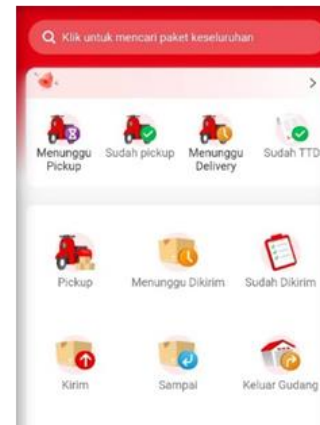 Klik untuk mencari paket keseluruhan
Menunggu Pickup
Sudah pickup
Menunggu Delivery
Sudah TTD
Pickup
Menunggu Dikirim
Sudah Dikirim
Kirim
Sampai
Keluar Gudang